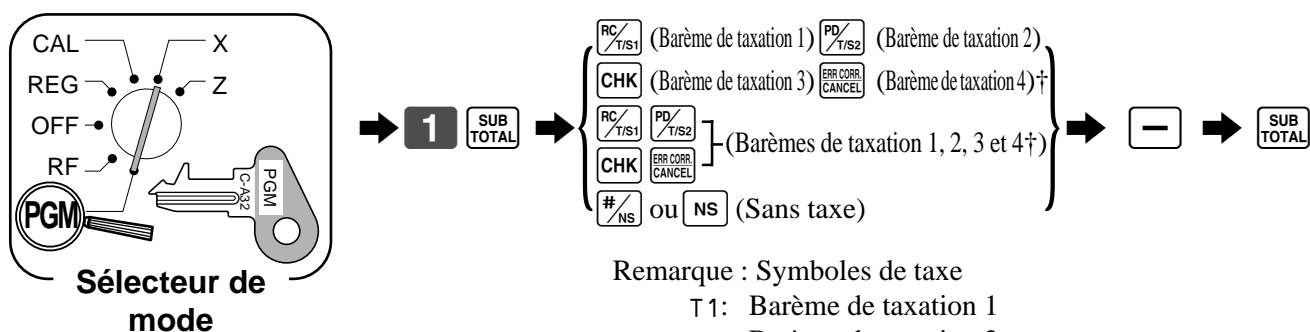 CAL
X
REG
Z
OFF
RF
PGM
PGM
C-A32
Sélecteur de
mode
1
SUB
TOTAL
RC/T/S1 (Barème de taxation 1) PD/T/S2 (Barème de taxation 2)
CHK (Barème de taxation 3) ERR CORR. CANCEL (Barème de taxation 4)†
RC/T/S1 PD/T/S2
(Barèmes de taxation 1, 2, 3 et 4†)
CHK ERR CORR. CANCEL
#/NS ou NS (Sans taxe)
−
SUB
TOTAL
Remarque : Symboles de taxe
T1: Barème de taxation 1